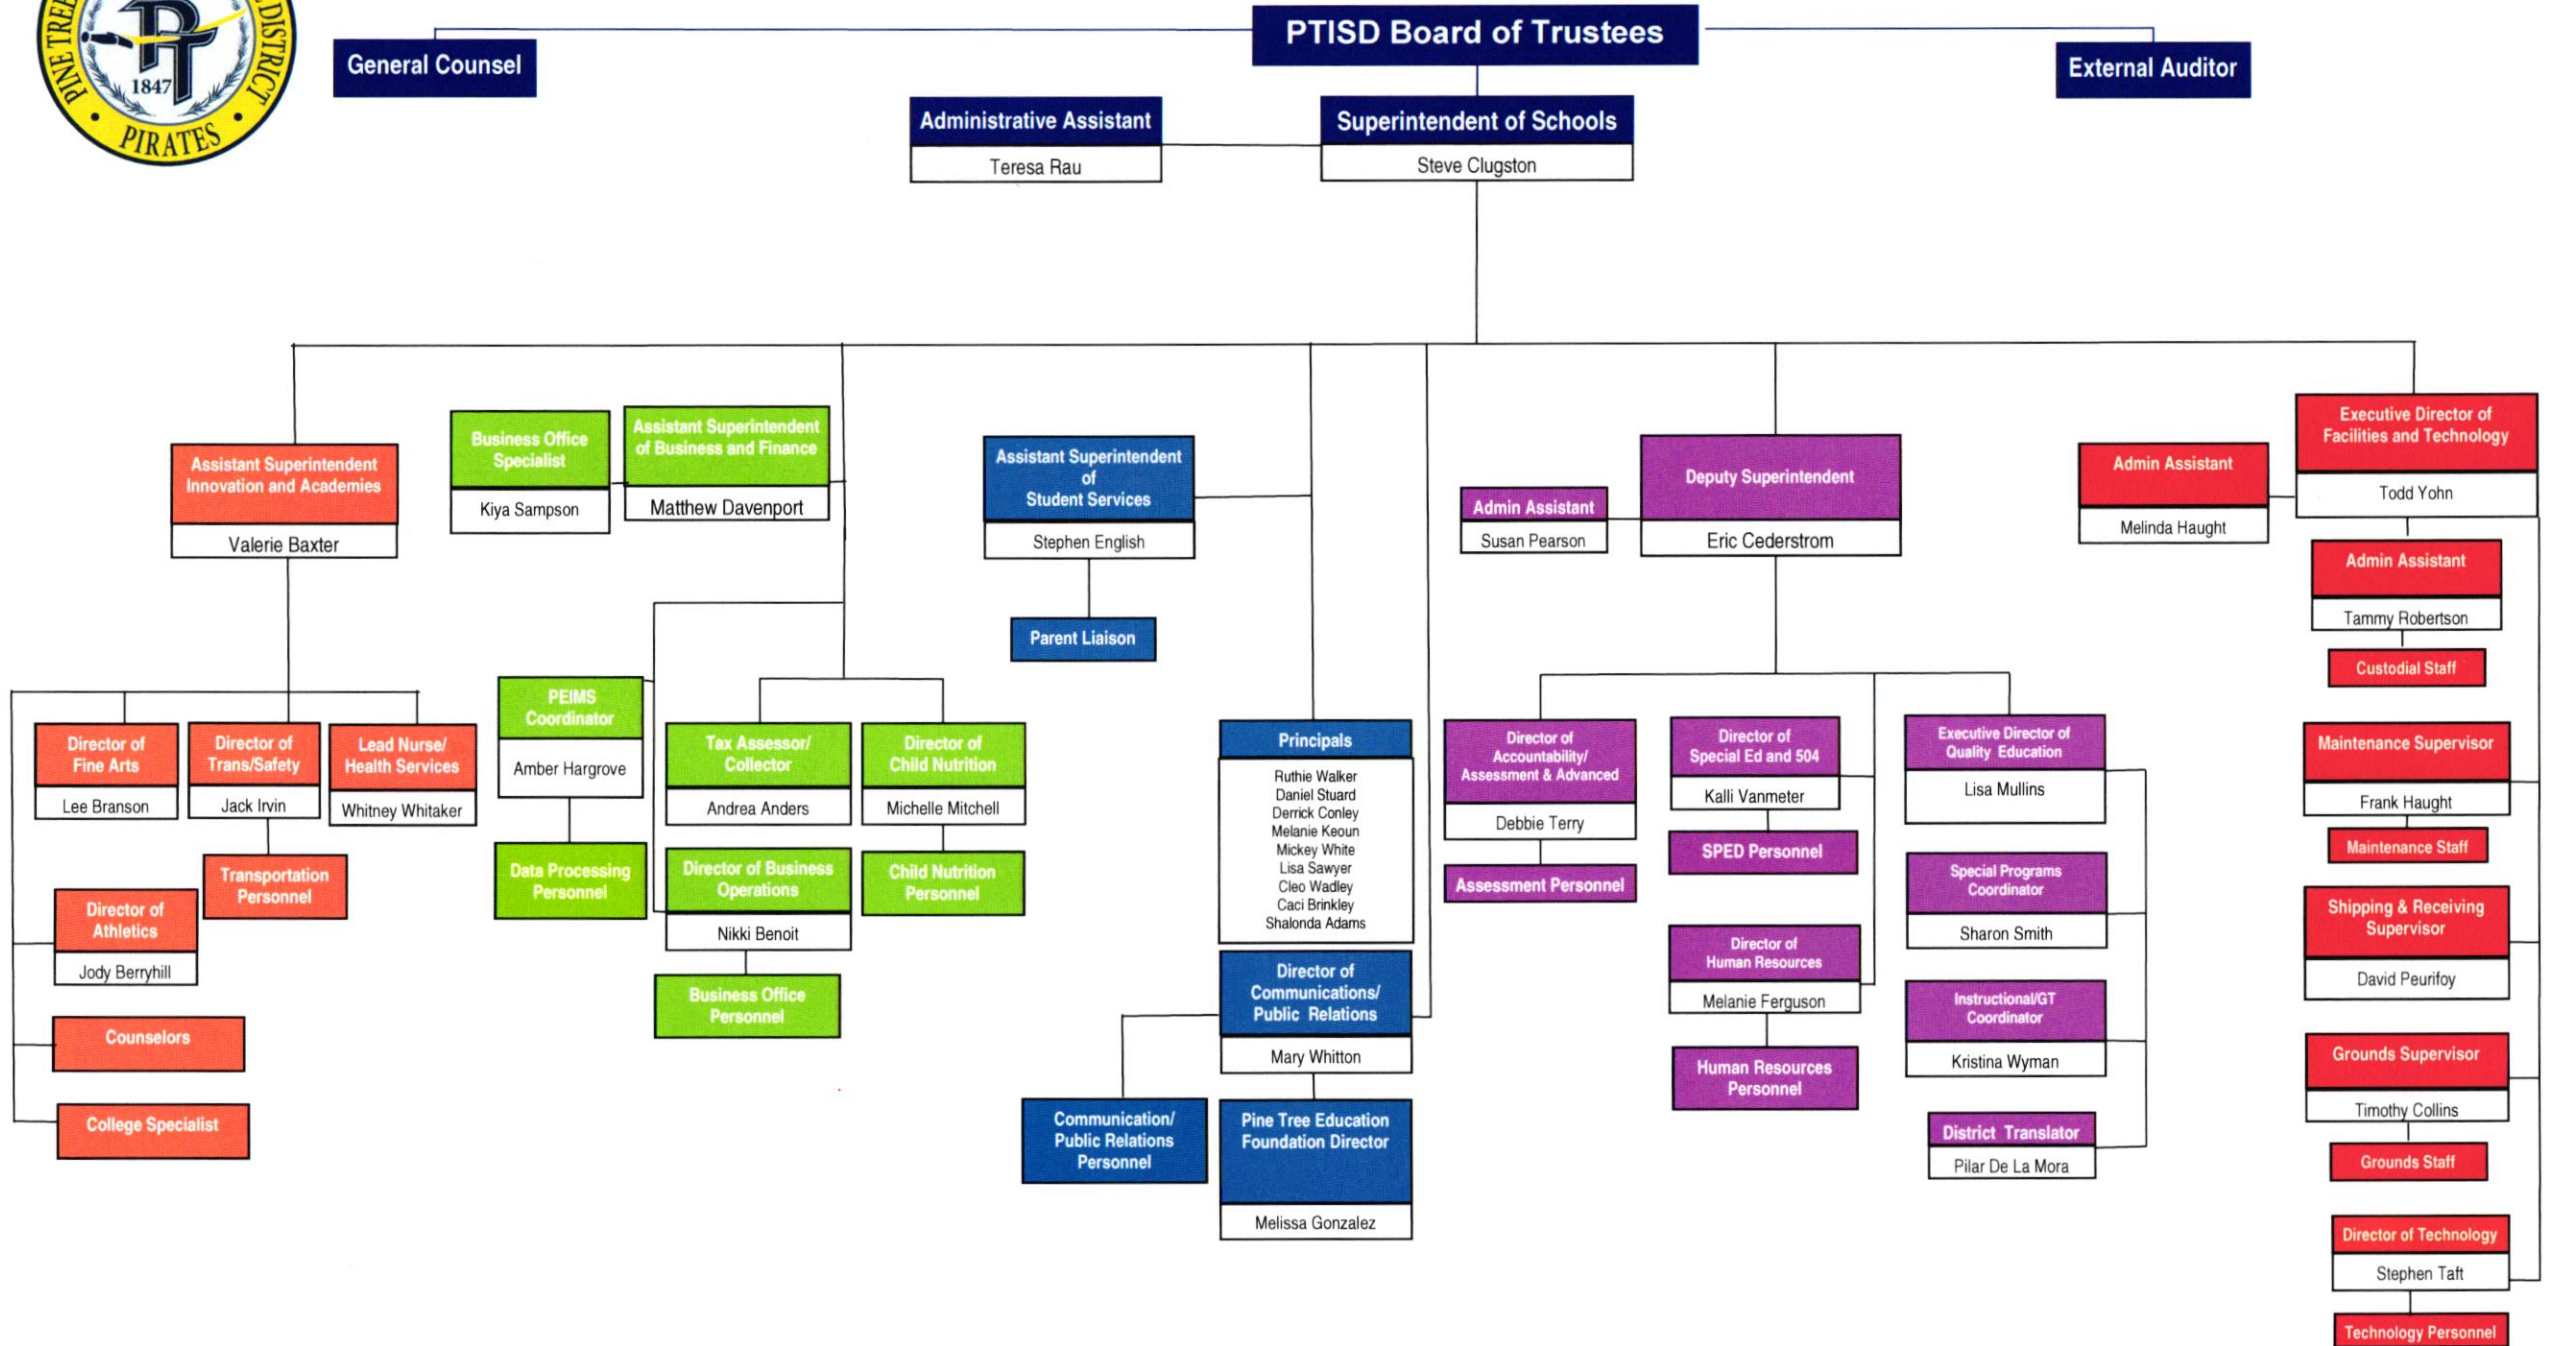 PINE TREE
DISTRICT
1847
PIRATES
PTISD Board of Trustees
General Counsel
External Auditor
Administrative Assistant
Teresa Rau
Superintendent of Schools
Steve Clugston
Assistant Superintendent
Innovation and Academies
Valerie Baxter
Director of
Fine Arts
Lee Branson
Director of
Trans/Safety
Jack Irvin
Lead Nurse/
Health Services
Whitney Whitaker
Transportation
Personnel
Director of
Athletics
Jody Berryhill
Counselors
College Specialist
Business Office
Specialist
Kiya Sampson
Assistant Superintendent
of Business and Finance
Matthew Davenport
PEIMS
Coordinator
Amber Hargrove
Data Processing
Personnel
Tax Assessor/
Collector
Andrea Anders
Director of
Child Nutrition
Michelle Mitchell
Director of Business
Operations
Nikki Benoit
Child Nutrition
Personnel
Business Office
Personnel
Assistant Superintendent
of
Student Services
Stephen English
Parent Liaison
Principals
Ruthie Walker
Daniel Stuard
Derrick Conley
Melanie Keoun
Mickey White
Lisa Sawyer
Cleo Wadley
Caci Brinkley
Shalonda Adams
Director of
Communications/
Public Relations
Mary Whitton
Communication/
Public Relations
Personnel
Pine Tree Education
Foundation Director
Melissa Gonzalez
Admin Assistant
Susan Pearson
Deputy Superintendent
Eric Cederstrom
Director of
Accountability/
Assessment & Advanced
Debbie Terry
Assessment Personnel
Director of
Special Ed and 504
Kalli Vanmeter
SPED Personnel
Director of
Human Resources
Melanie Ferguson
Human Resources
Personnel
Executive Director of
Quality Education
Lisa Mullins
Special Programs
Coordinator
Sharon Smith
Instructional/GT
Coordinator
Kristina Wyman
District Translator
Pilar De La Mora
Admin Assistant
Melinda Haught
Executive Director of
Facilities and Technology
Todd Yohn
Admin Assistant
Tammy Robertson
Custodial Staff
Maintenance Supervisor
Frank Haught
Maintenance Staff
Shipping & Receiving
Supervisor
David Peurifoy
Grounds Supervisor
Timothy Collins
Grounds Staff
Director of Technology
Stephen Taft
Technology Personnel